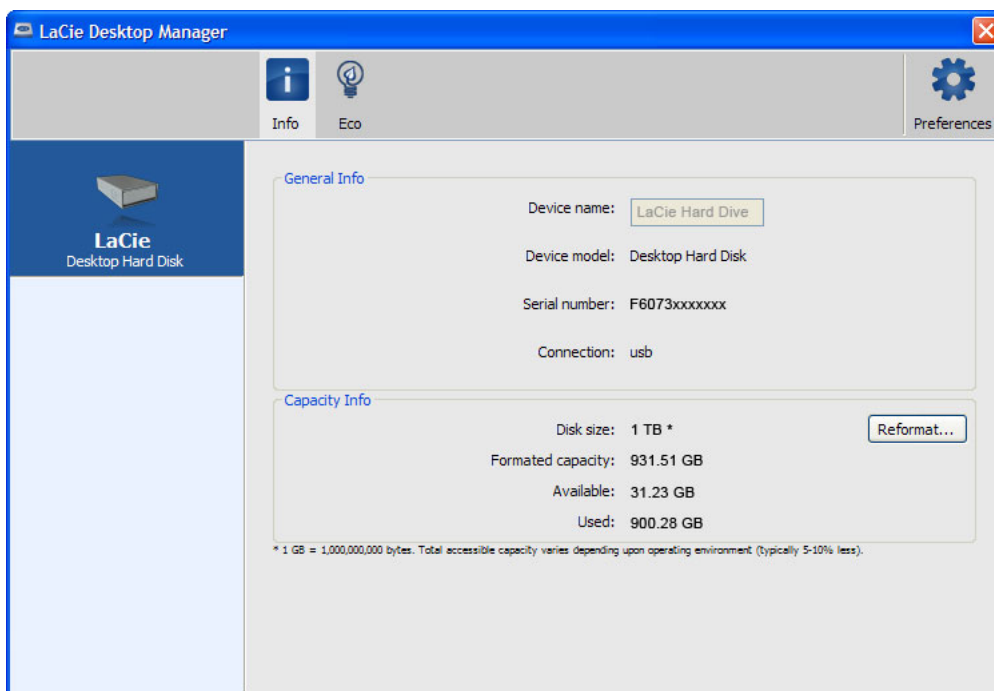 LaCie Desktop Manager
Info
Eco
Preferences
LaCie
Desktop Hard Disk
General Info
Device name: LaCie Hard Dive
Device model: Desktop Hard Disk
Serial number: F6073xxxxxxx
Connection: usb
Capacity Info
Disk size: 1 TB *
Reformat...
Formated capacity: 931.51 GB
Available: 31.23 GB
Used: 900.28 GB
* 1 GB = 1,000,000,000 bytes. Total accessible capacity varies depending upon operating environment (typically 5-10% less).